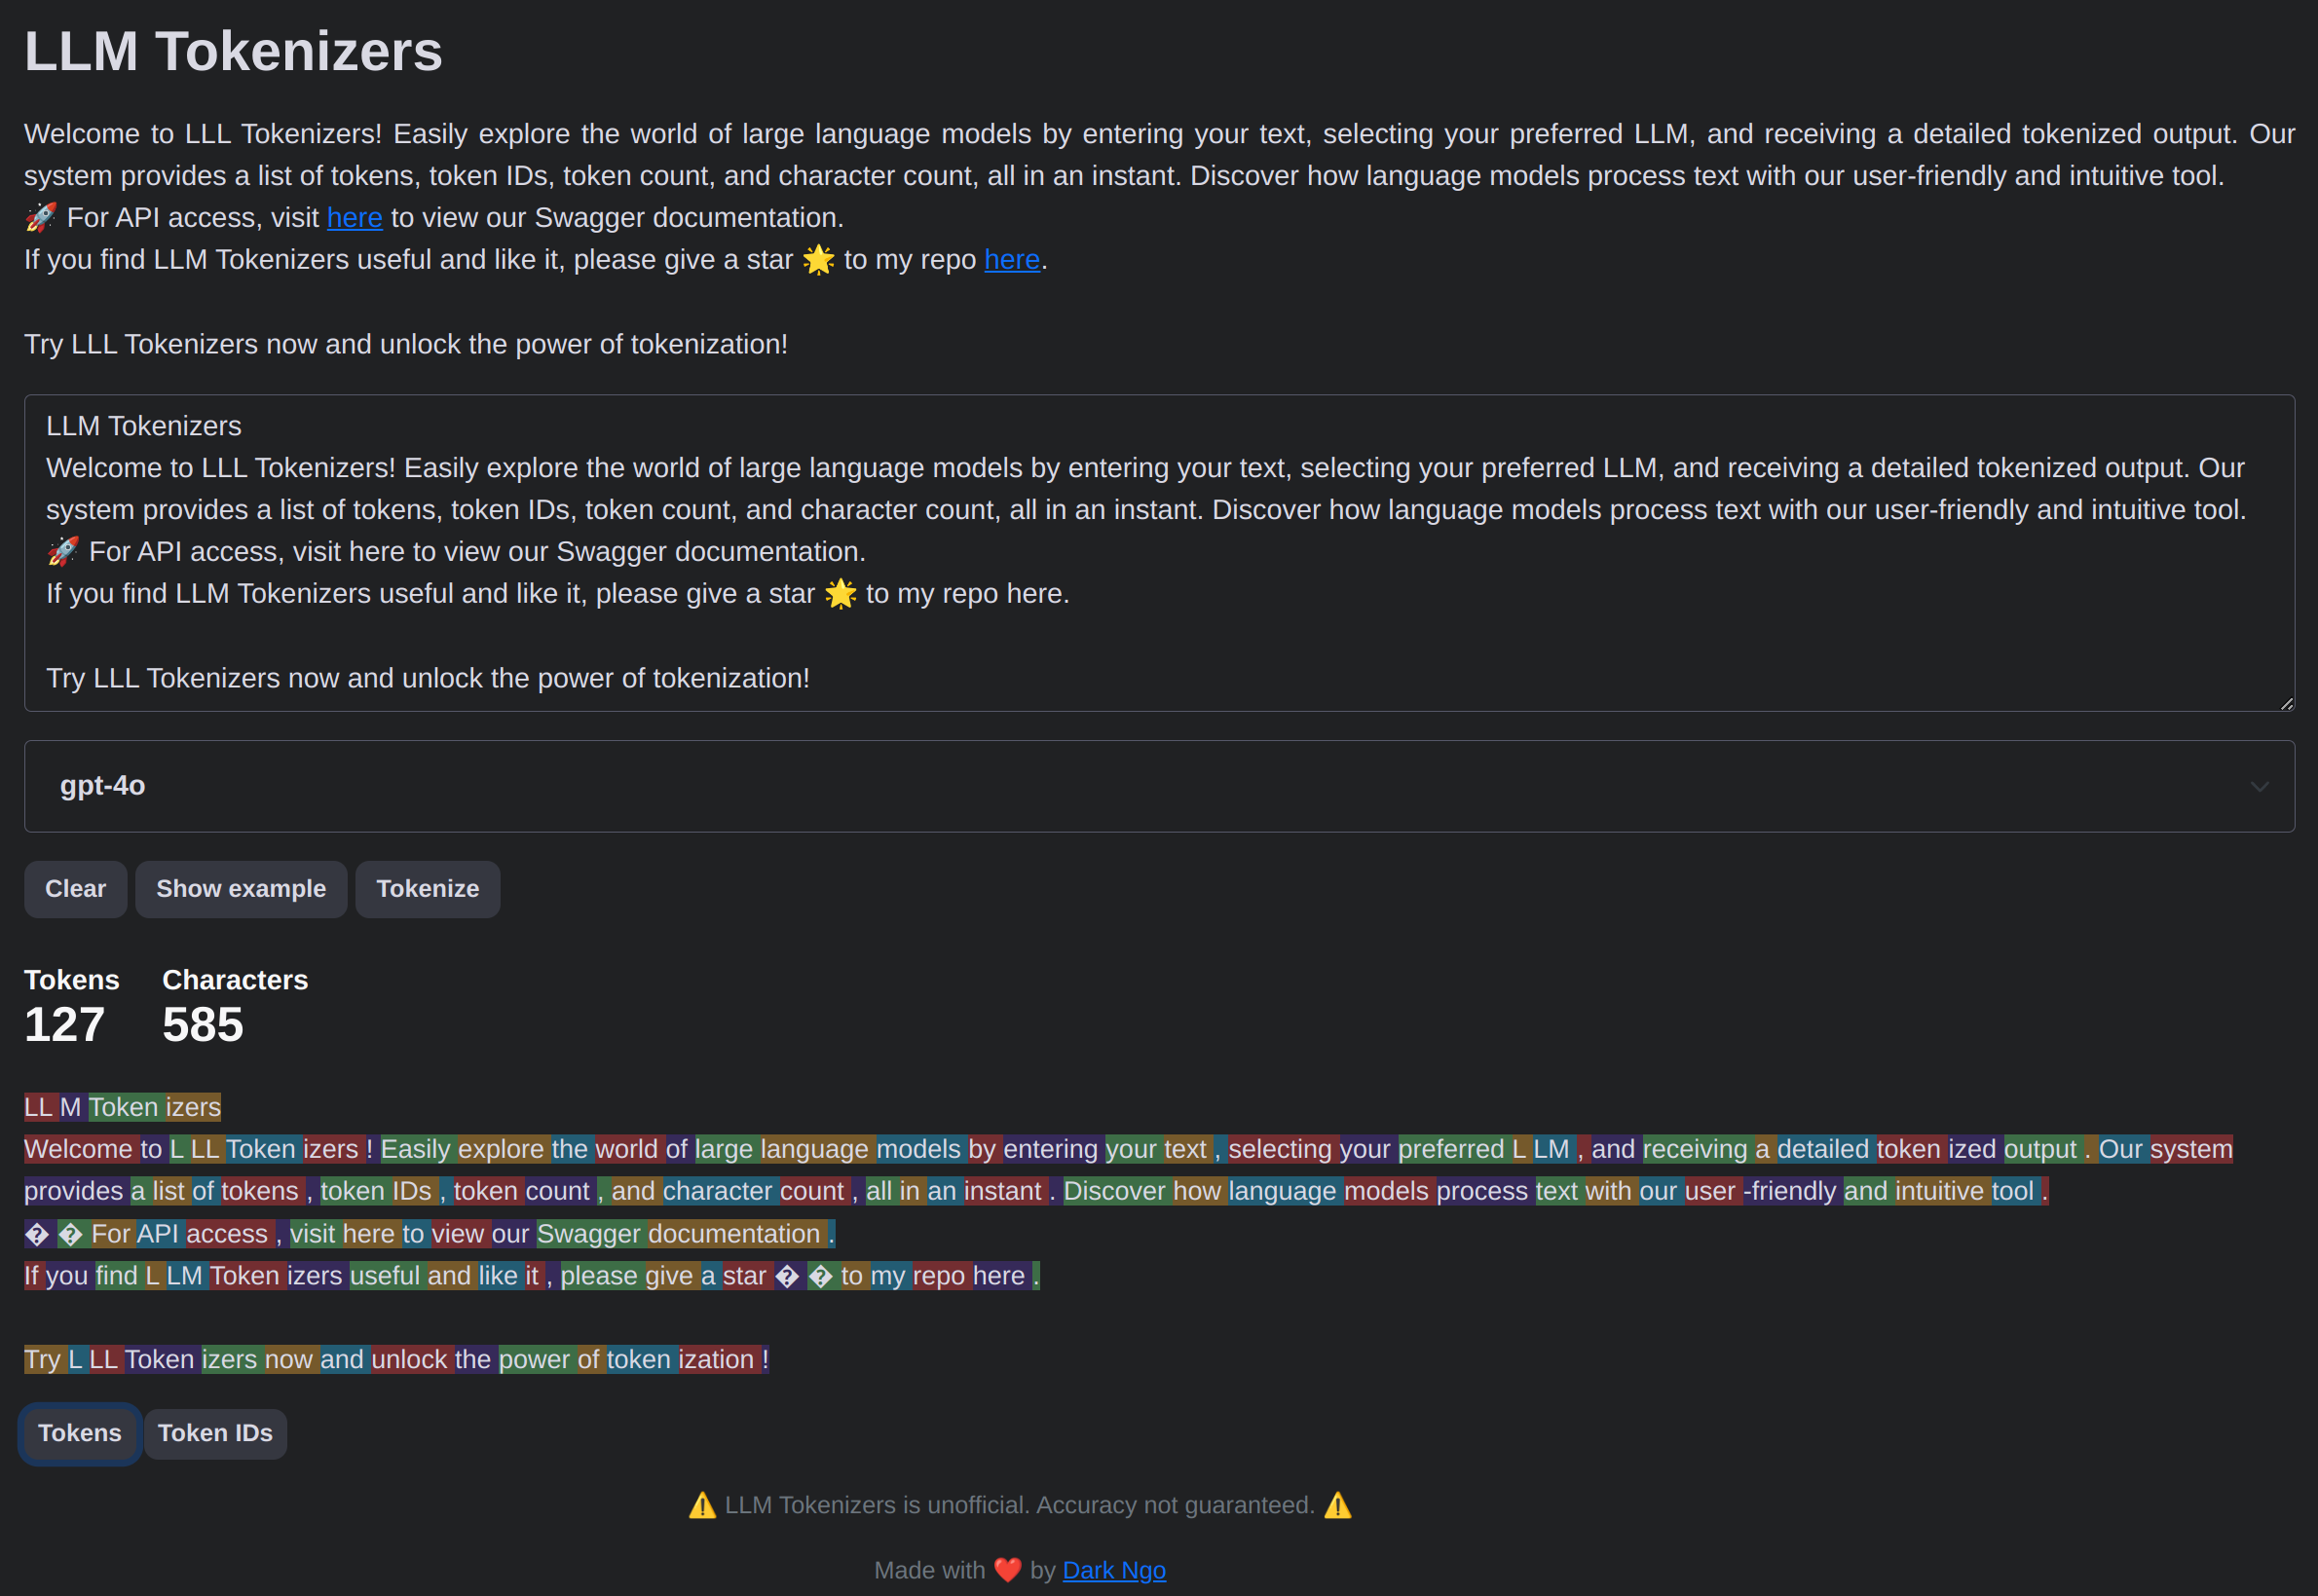 LLM Tokenizers
Welcome to LLL Tokenizers! Easily explore the world of large language models by entering your text, selecting your preferred LLM, and receiving a detailed tokenized output. Our
system provides a list of tokens, token IDs, token count, and character count, all in an instant. Discover how language models process text with our user-friendly and intuitive tool.
🚀 For API access, visit here to view our Swagger documentation.
If you find LLM Tokenizers useful and like it, please give a star 🌟 to my repo here.
Try LLL Tokenizers now and unlock the power of tokenization!
LLM Tokenizers
Welcome to LLL Tokenizers! Easily explore the world of large language models by entering your text, selecting your preferred LLM, and receiving a detailed tokenized output. Our
system provides a list of tokens, token IDs, token count, and character count, all in an instant. Discover how language models process text with our user-friendly and intuitive tool.
🚀 For API access, visit here to view our Swagger documentation.
If you find LLM Tokenizers useful and like it, please give a star 🌟 to my repo here.
Try LLL Tokenizers now and unlock the power of tokenization!
gpt-4o
Clear Show example Tokenize
Tokens Characters
127 585
LL M Token izers
Welcome to L LL Token izers ! Easily explore the world of large language models by entering your text , selecting your preferred L LM , and receiving a detailed token ized output . Our system
provides a list of tokens , token IDs , token count , and character count , all in an instant . Discover how language models process text with our user -friendly and intuitive tool .
� � For API access , visit here to view our Swagger documentation .
If you find L LM Token izers useful and like it , please give a star � � to my repo here .
Try L LL Token izers now and unlock the power of token ization !
Tokens Token IDs
⚠️ LLM Tokenizers is unofficial. Accuracy not guaranteed. ⚠️
Made with ❤️ by Dark Ngo